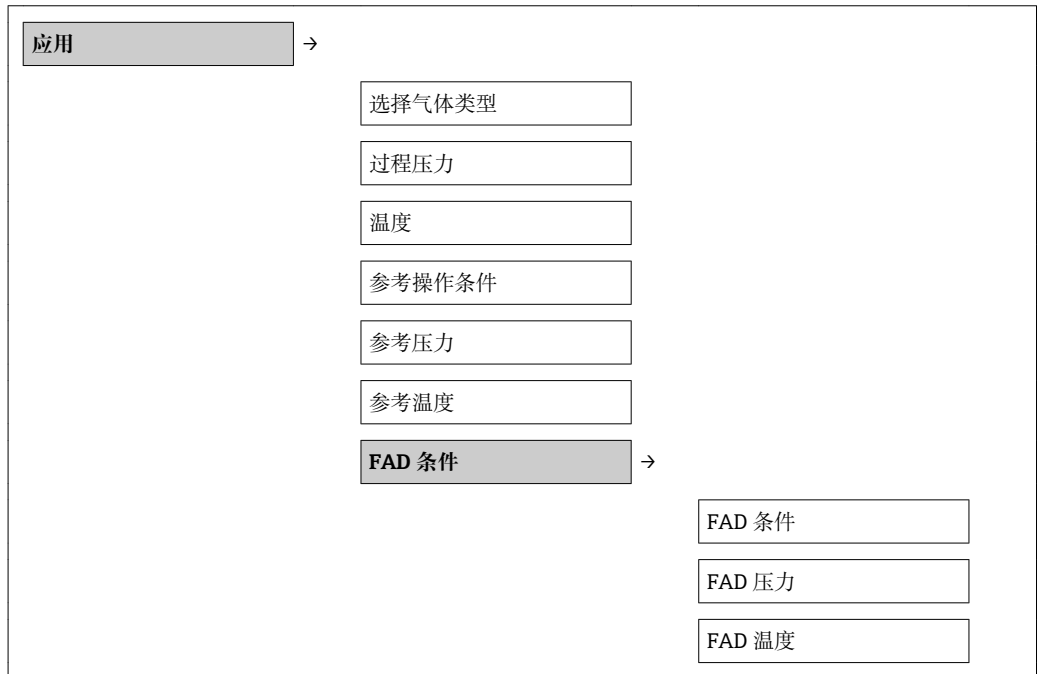 应用 →
选择气体类型
过程压力
温度
参考操作条件
参考压力
参考温度
FAD 条件 →
FAD 条件
FAD 压力
FAD 温度